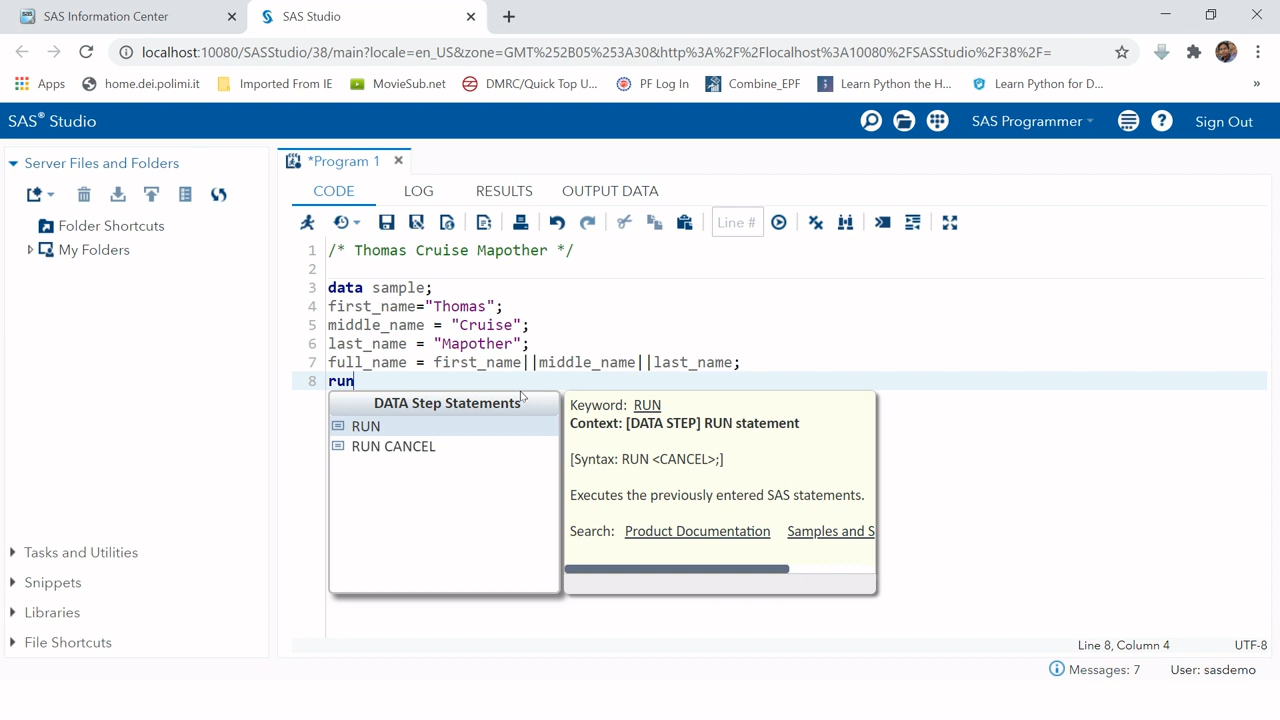 SAS Information Center
SAS Studio
localhost:10080/SASStudio/38/main?locale=en_US&zone=GMT%252B05%253A30&http%3A%2F%2Flocalhost%3A10080%2FSASStudio%2F38%2F=
Apps home.dei.polimi.it Imported From IE MovieSub.net DMRC/Quick Top U... PF Log In Combine_EPF Learn Python the H... Learn Python for D... »
SAS® Studio
SAS Programmer
Sign Out
Server Files and Folders
Folder Shortcuts
My Folders
Tasks and Utilities
Snippets
Libraries
File Shortcuts
*Program 1
CODE LOG RESULTS OUTPUT DATA
Line #
1 /* Thomas Cruise Mapother */
2
3 data sample;
4 first_name="Thomas";
5 middle_name = "Cruise";
6 last_name = "Mapother";
7 full_name = first_name||middle_name||last_name;
8 run
DATA Step Statements
RUN
RUN CANCEL
Keyword: RUN
Context: [DATA STEP] RUN statement
[Syntax: RUN <CANCEL>;]
Executes the previously entered SAS statements.
Search: Product Documentation Samples and S
Line 8, Column 4 UTF-8
Messages: 7 User: sasdemo